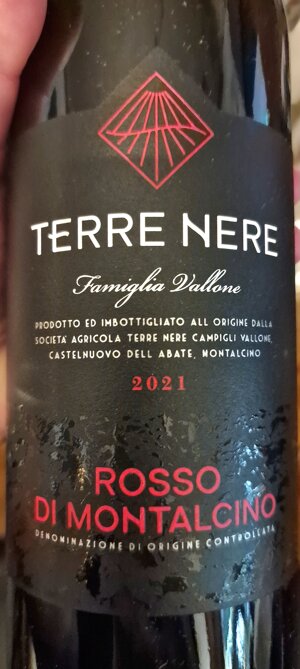 TERRE NERE
Famiglia Vallone
PRODOTTO ED IMBOTTIGLIATO ALL ORIGINE DALLA
SOCIETA' AGRICOLA TERRE NERE CAMPIGLI VALLONE,
CASTELNUOVO DELL ABATE, MONTALCINO
2021
ROSSO
DI MONTALCINO
DENOMINAZIONE DI ORIGINE CONTROLLATA